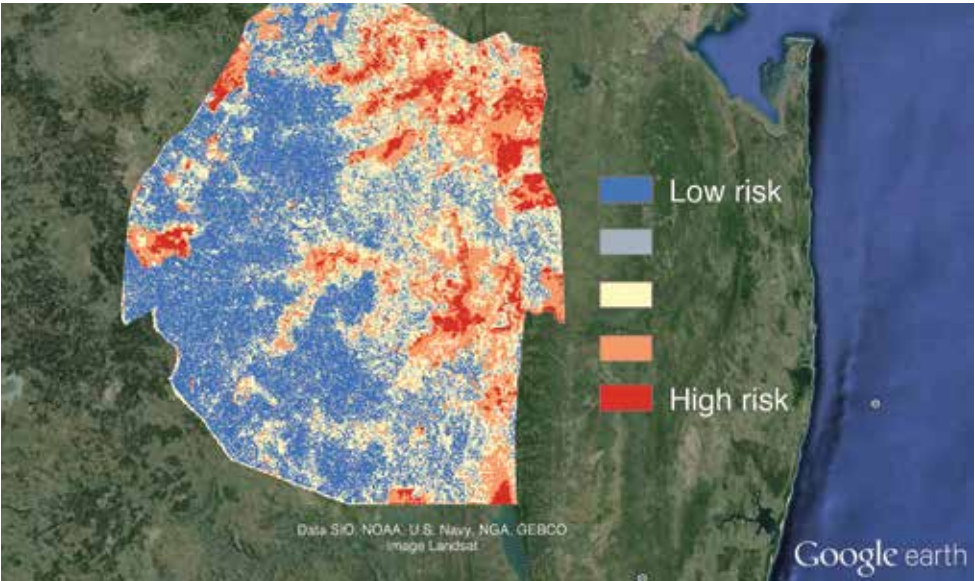 Low risk
High risk
Data SIO, NOAA, U.S. Navy, NGA, GEBCO
Image Landsat
Google earth